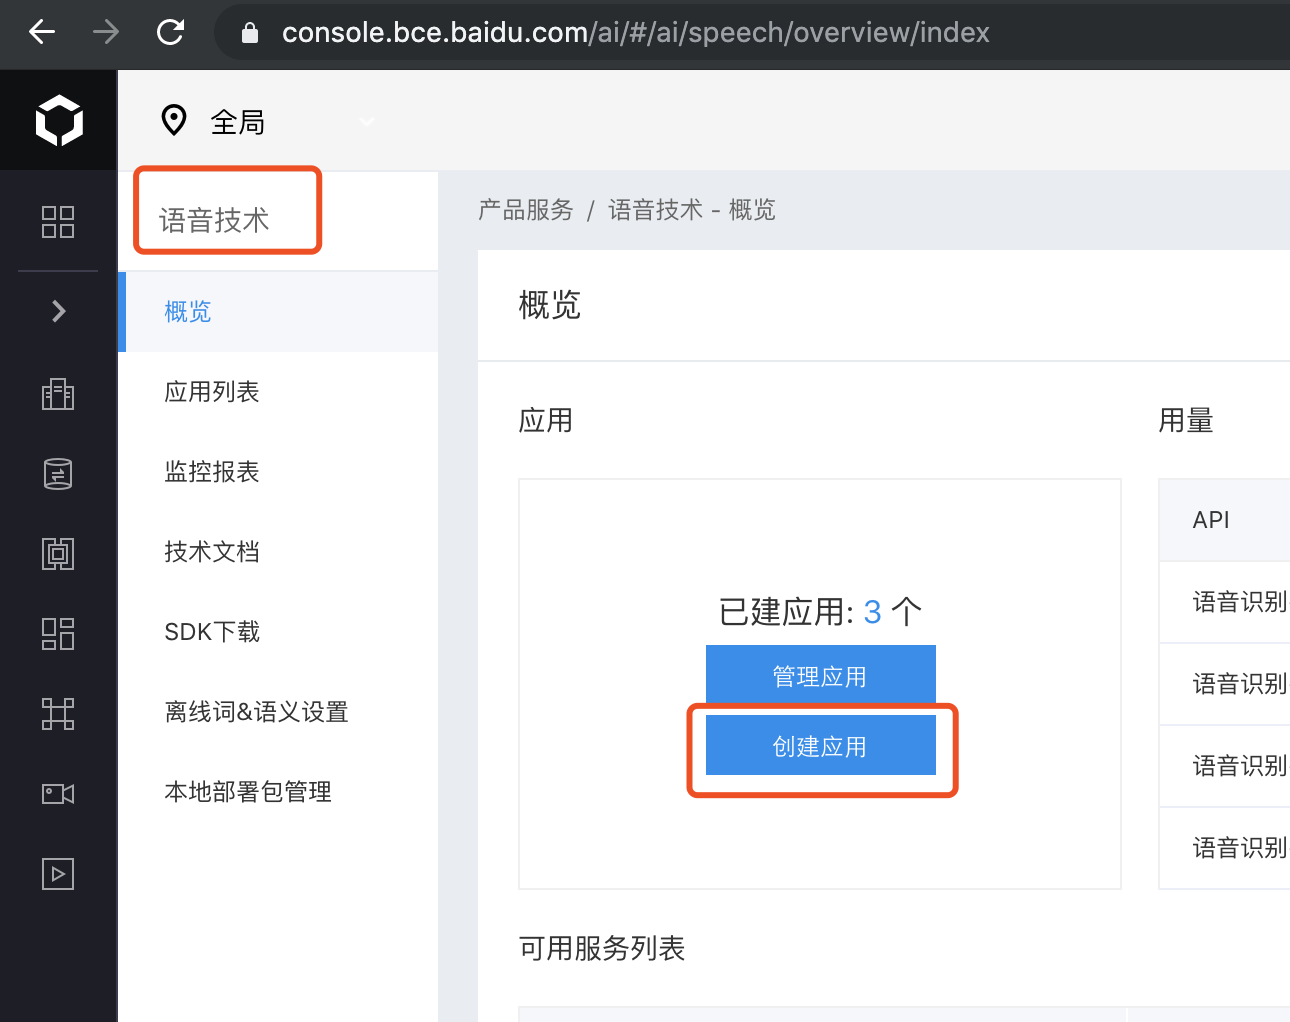 console.bce.baidu.com/ai/#/ai/speech/overview/index
全局
语音技术
概览
应用列表
监控报表
技术文档
SDK下载
离线词&语义设置
本地部署包管理
产品服务 / 语音技术 - 概览
概览
应用
已建应用: 3 个
管理应用
创建应用
用量
API
语音识别
语音识别
语音识别
语音识别
可用服务列表